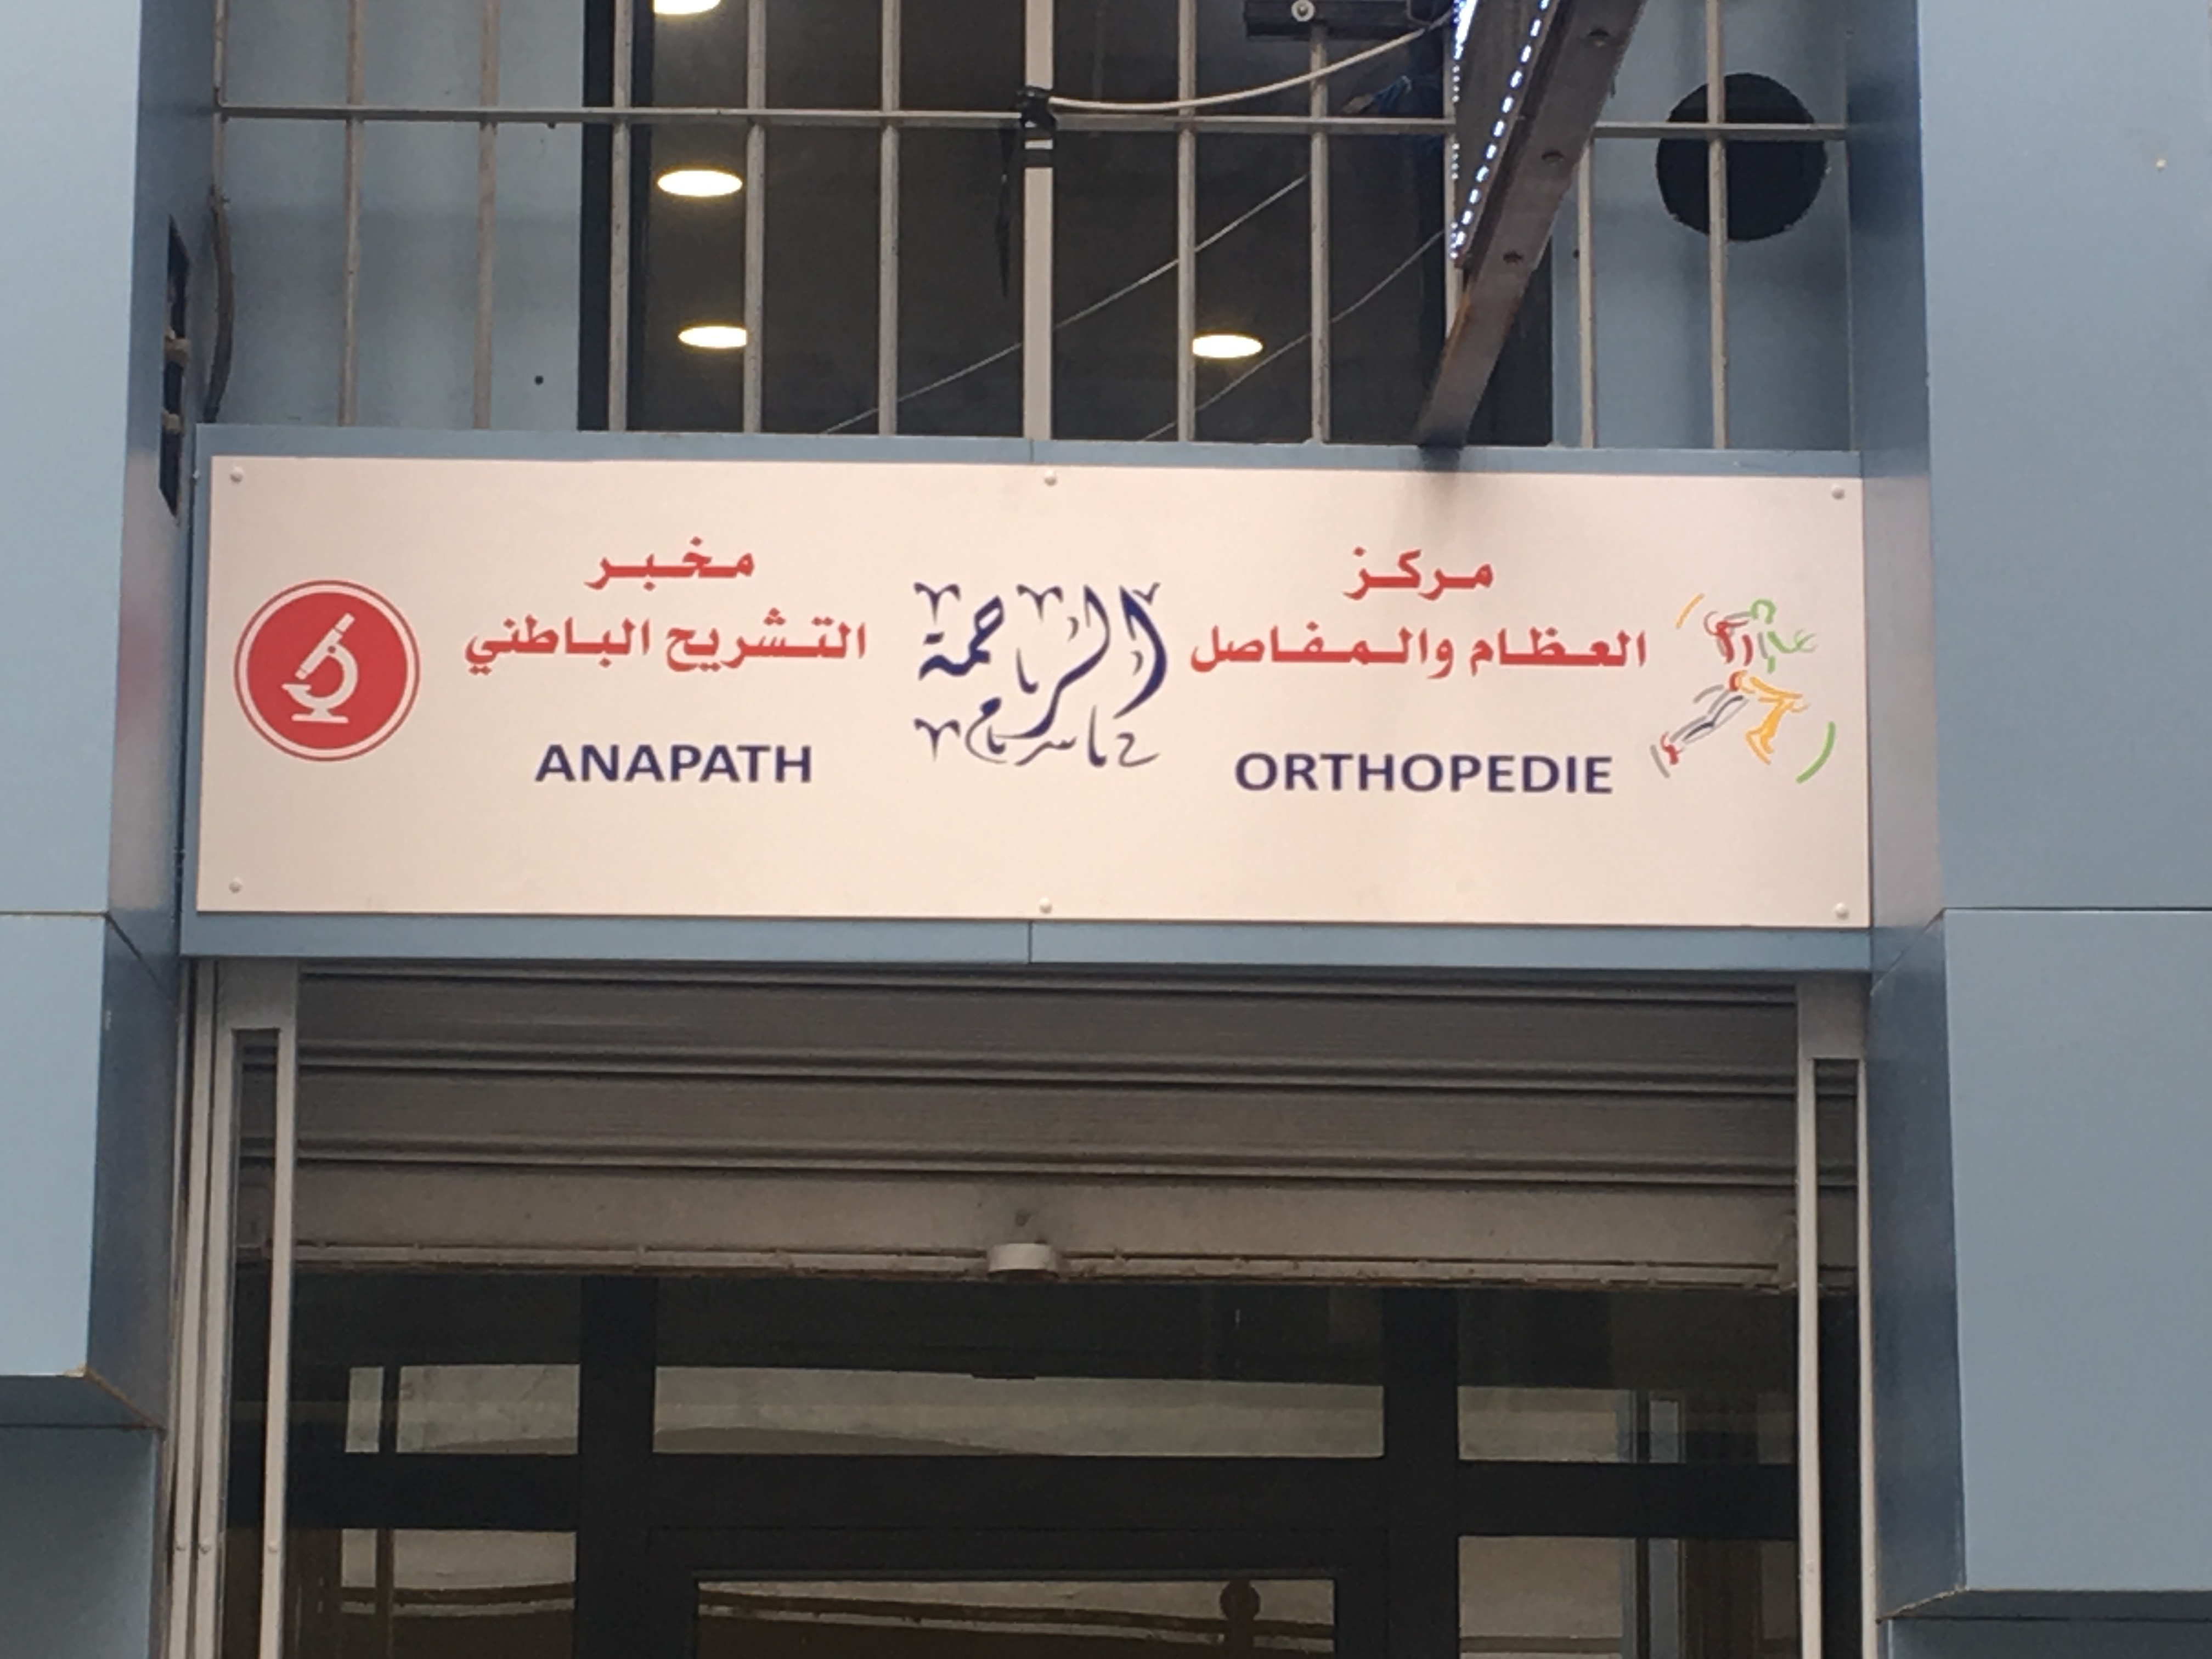 مركز
العظام والمفاصل
ORTHOPEDIE
الرحمة
مخبر
التشريح الباطني
ANAPATH